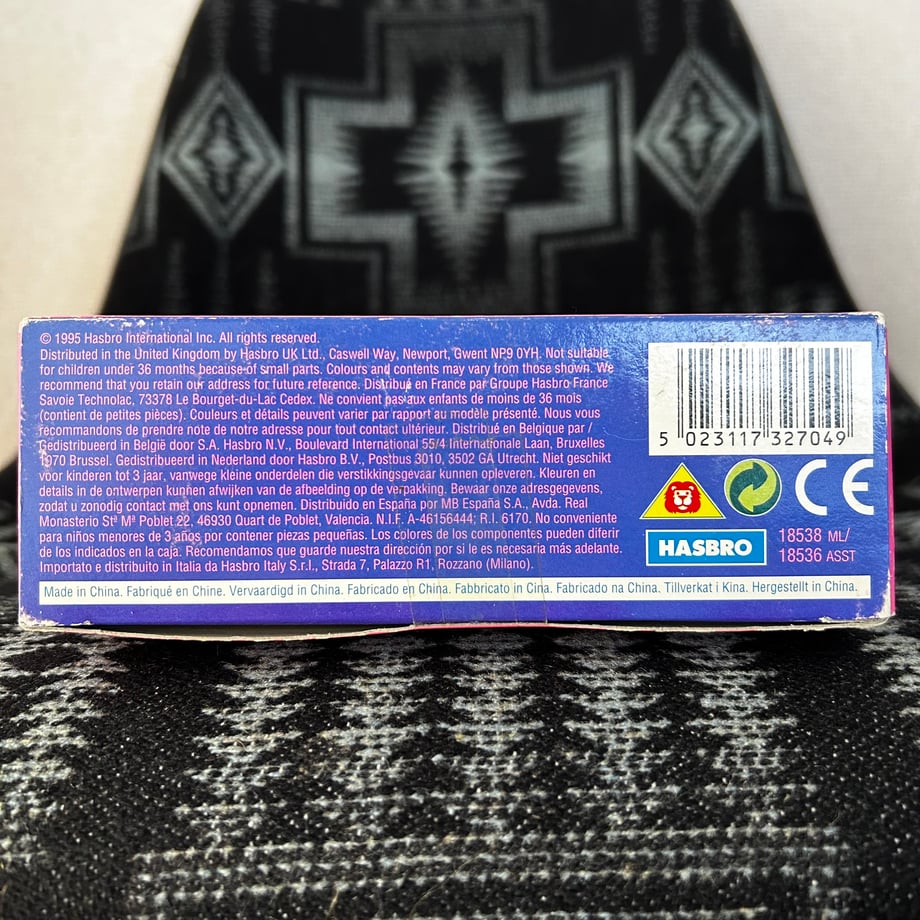 © 1995 Hasbro International Inc. All rights reserved.
Distributed in the United Kingdom by Hasbro UK Ltd., Caswell Way, Newport, Gwent NP9 0YH. Not suitable
for children under 36 months because of small parts. Colours and contents may vary from those shown. We
recommend that you retain our address for future reference. Distribué en France par Groupe Hasbro France
Savoie Technolac, 73378 Le Bourget-du-Lac Cedex. Ne convient pas aux enfants de moins de 36 mois
(contient de petites pièces). Couleurs et détails peuvent varier par rapport au modèle présenté. Nous vous
recommandons de prendre note de notre adresse pour tout contact ultérieur. Distribué en Belgique par /
Gedistribueerd in België door S.A. Hasbro N.V., Boulevard International 55/4 Internationale Laan, Bruxelles
1070 Brussel. Gedistribueerd in Nederland door Hasbro B.V., Postbus 3010, 3502 GA Utrecht. Niet geschikt
voor kinderen tot 3 jaar, vanwege kleine onderdelen die verstikkingsgevaar kunnen opleveren. Kleuren en
details in de ontwerpen kunnen afwijken van de afbeelding op de verpakking. Bewaar onze adresgegevens,
zodat u zonodig contact met ons kunt opnemen. Distribuido en España por MB España S.A., Avda. Real
Monasterio Stª Mª Poblet 22, 46930 Quart de Poblet, Valencia. N.I.F. A-46156444; R.I. 6170. No conveniente
para niños menores de 3 años por contener piezas pequeñas. Los colores de los componentes pueden diferir
de los indicados en la caja. Recomendamos que guarde nuestra dirección por si le es necesaria más adelante.
Importato e distribuito in Italia da Hasbro Italy S.r.l., Strada 7, Palazzo R1, Rozzano (Milano).
Made in China. Fabriqué en Chine. Vervaardigd in China. Fabricado en China. Fabbricato in Cina. Fabricado na China. Tillverkat i Kina. Hergestellt in China.
5 023117 327049
CE
HASBRO
18538 ML/
18536 ASST